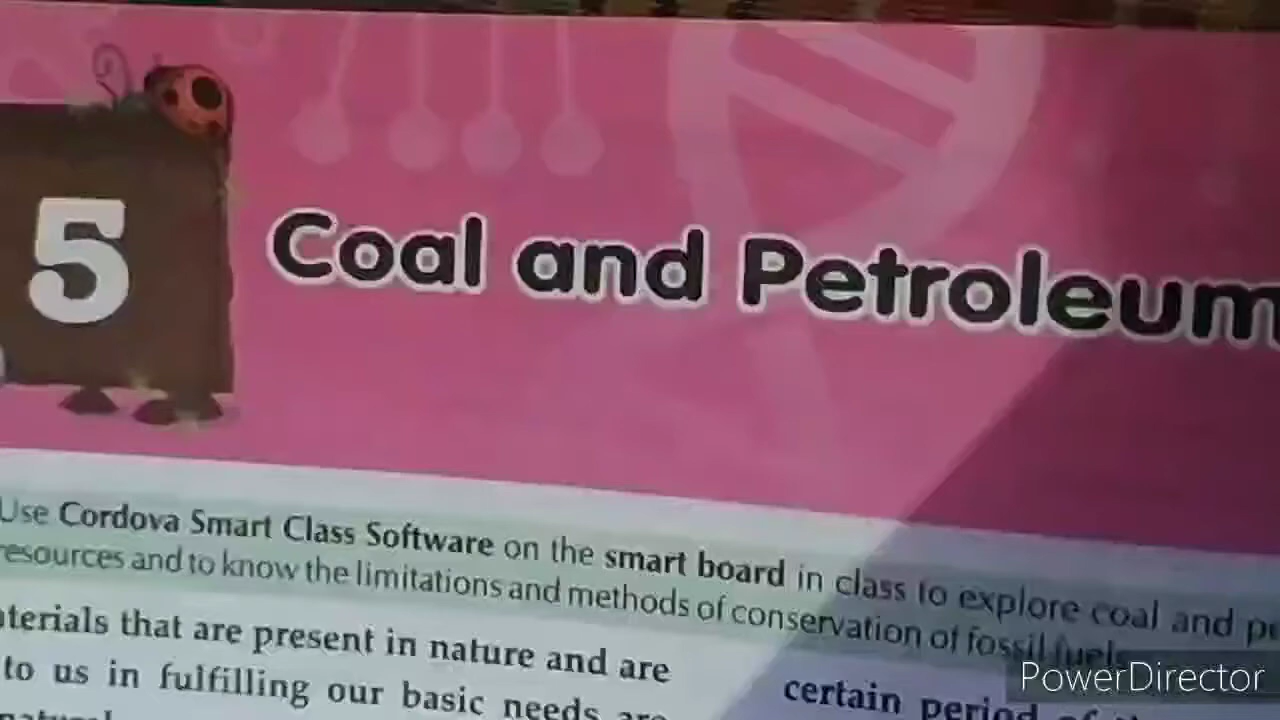 5
Coal and Petroleum
Use Cordova Smart Class Software on the smart board in class to explore coal and
resources and to know the limitations and methods of conservation of fossil fuels
that are present in nature and are
to us in fulfilling our basic needs are
certain period of
PowerDirector